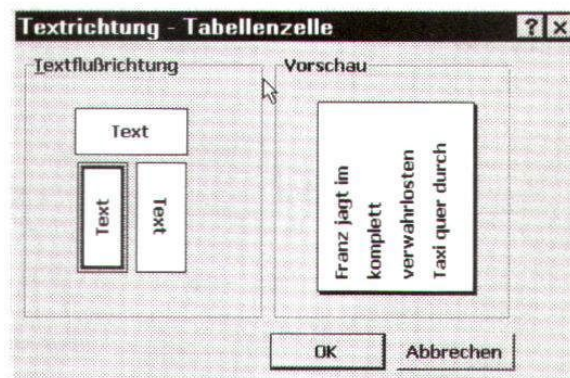 Textrichtung - Tabellenzelle
Textflußrichtung
Vorschau
Text
Text
Text
Franz jagt im
komplett
verwahrlosten
Taxi quer durch
OK
Abbrechen